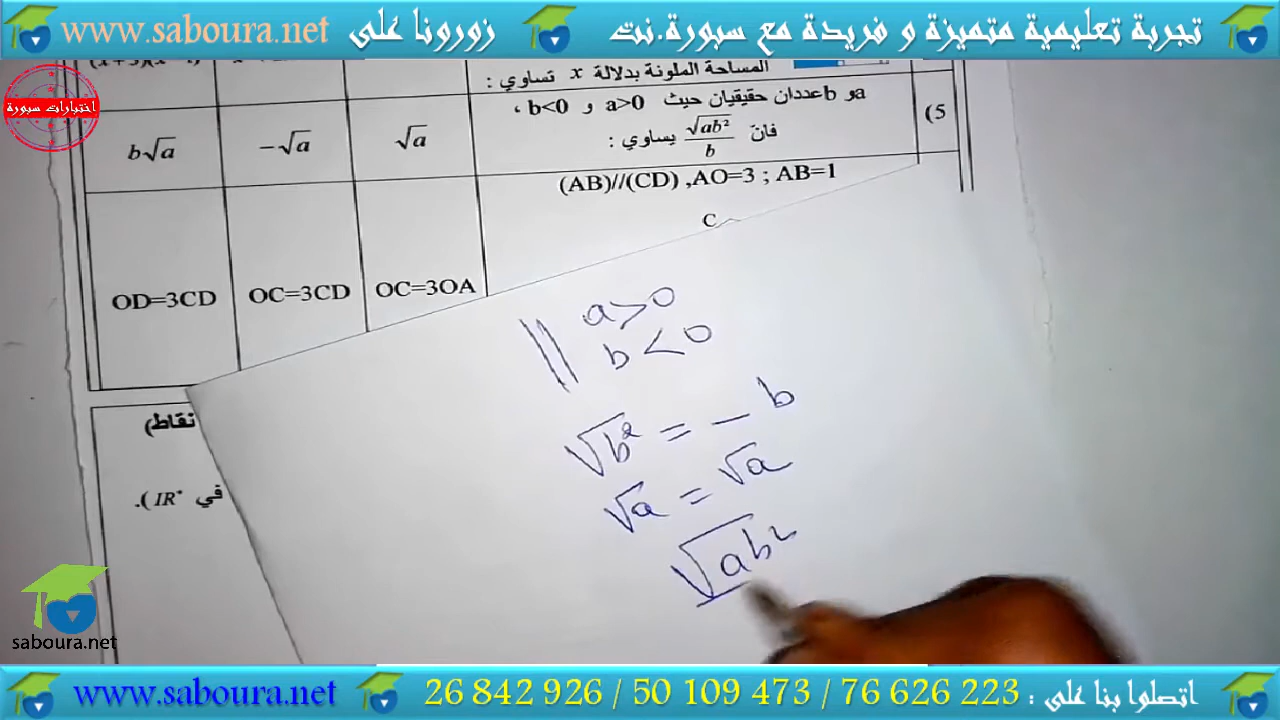 تجربة تعليمية متميزة و فريدة مع سبورة.نت زورونا على www.saboura.net
اختبارات سبورة
المساحة الملونة بدلالة x تساوي :
5)
a و b عددان حقيقيان حيث a>0 و b<0 ،
فانّ √ab²/b يساوي :
√a
-√a
b√a
(AB)//(CD) ,AO=3 ; AB=1
C
OC=3OA
OC=3CD
OD=3CD
نقاط)
في IR* ).
a>0
b<0
√b² = - b
√a = √a
√ab²
saboura.net
اتصلوا بنا على : 223 626 76 / 473 109 50 / 926 842 26 www.saboura.net